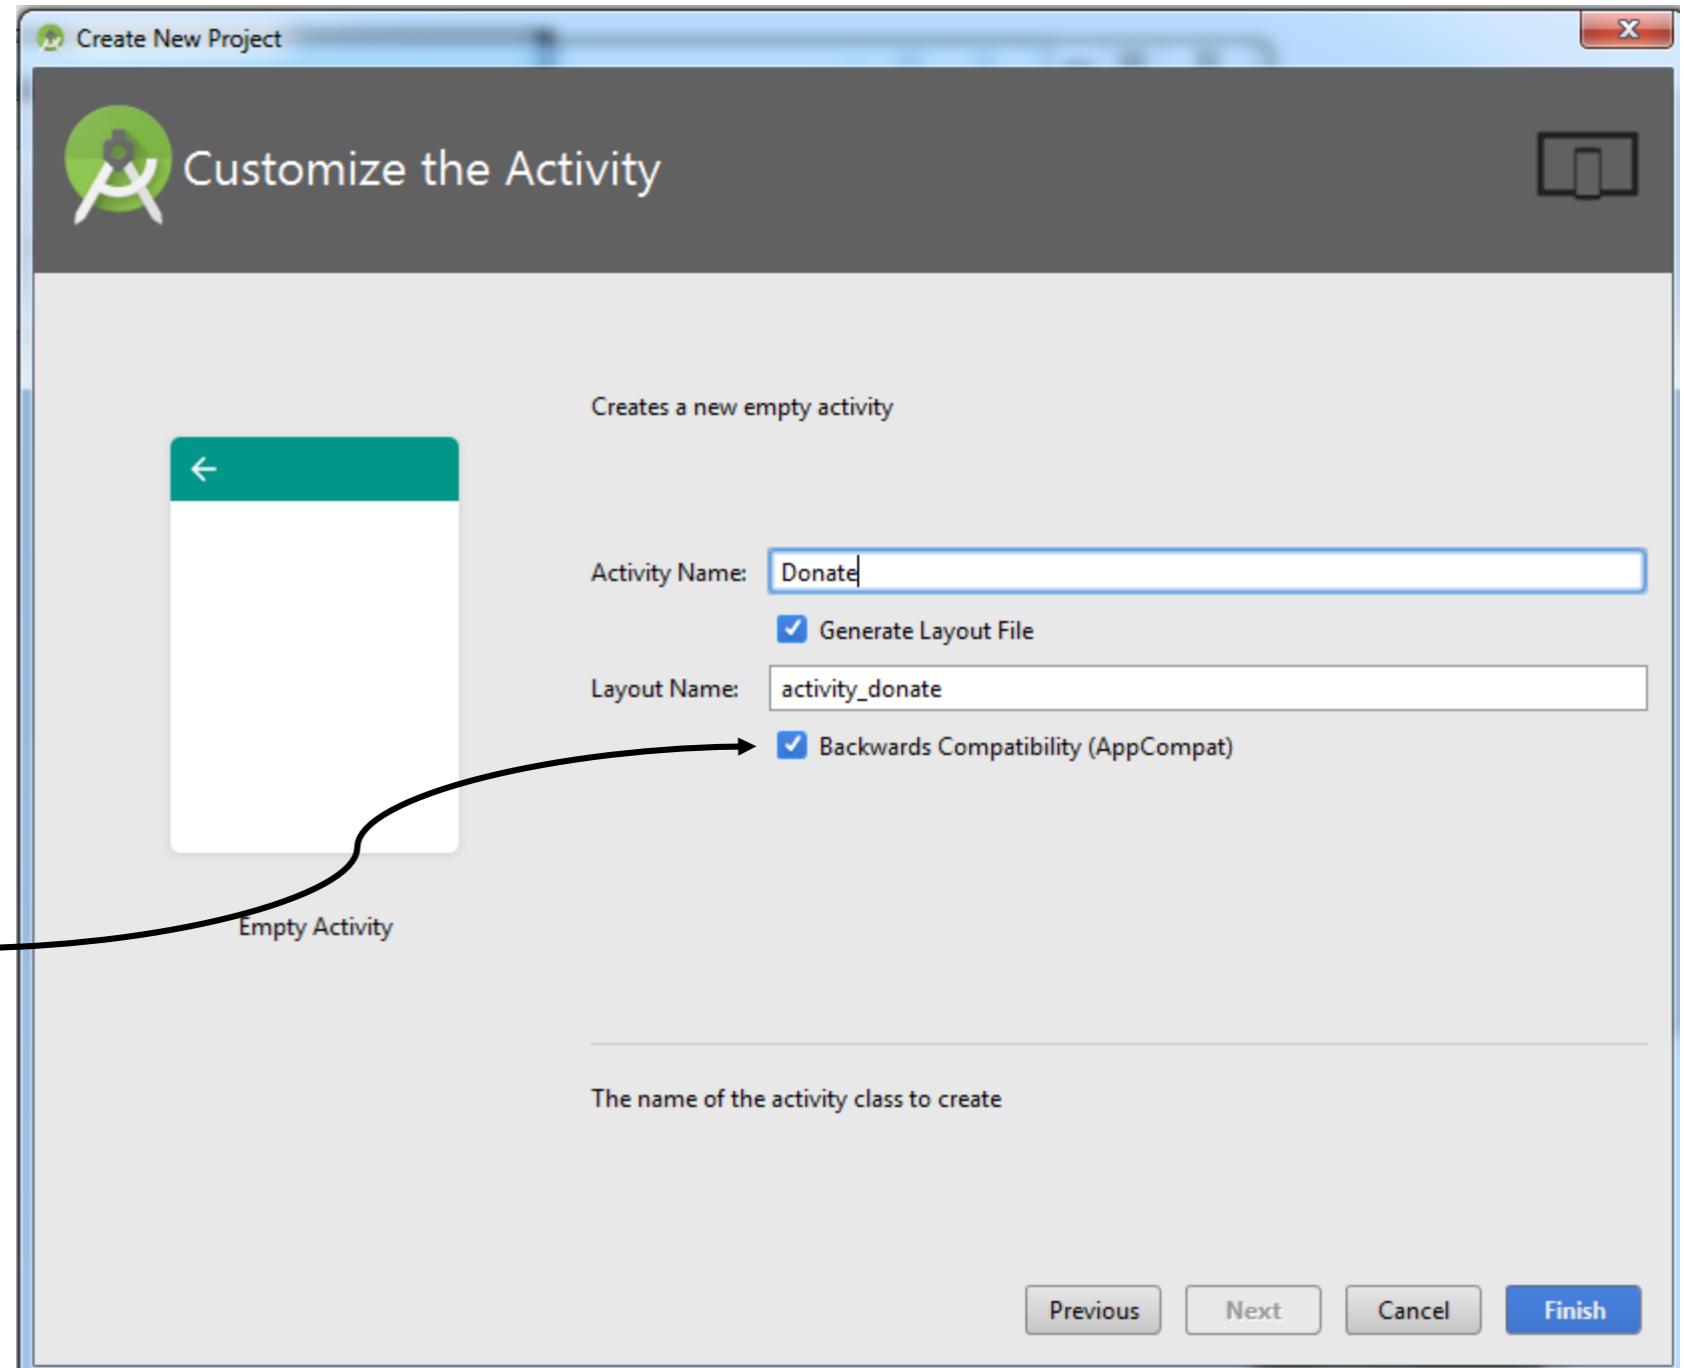 Create New Project
Customize the Activity
Creates a new empty activity
Activity Name: Donate
Generate Layout File
Layout Name: activity_donate
Backwards Compatibility (AppCompat)
Empty Activity
The name of the activity class to create
Previous Next Cancel Finish